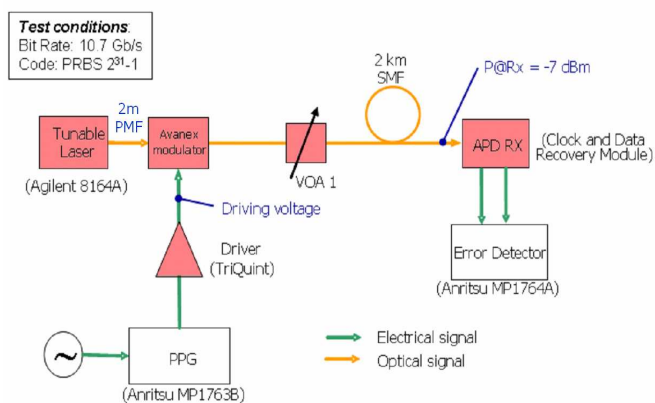 Test conditions:
Bit Rate: 10.7 Gb/s
Code: PRBS 2³¹-1
2 km
SMF
P@Rx = -7 dBm
2m
PMF
Tunable
Laser
Avanex
modulator
VOA 1
APD RX
(Clock and Data
Recovery Module)
(Agilent 8164A)
Driving voltage
Driver
(TriQuint)
Error Detector
(Anritsu MP1764A)
PPG
(Anritsu MP1763B)
Electrical signal
Optical signal